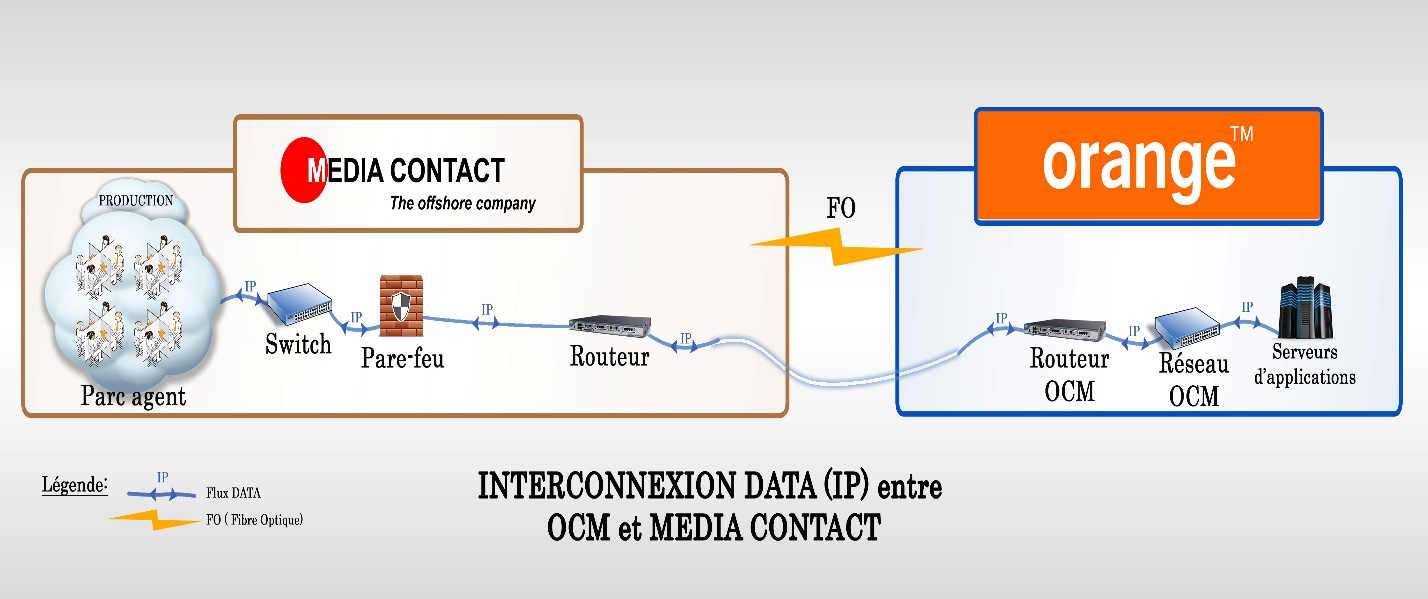 MEDIA CONTACT
The offshore company
orange™
PRODUCTION
FO
IP
Switch
IP
Pare-feu
IP
Routeur
IP
IP
Routeur
OCM
IP
Réseau
OCM
IP
Serveurs
d'applications
Parc agent
Légende:
IP
Flux DATA
FO ( Fibre Optique)
INTERCONNEXION DATA (IP) entre
OCM et MEDIA CONTACT